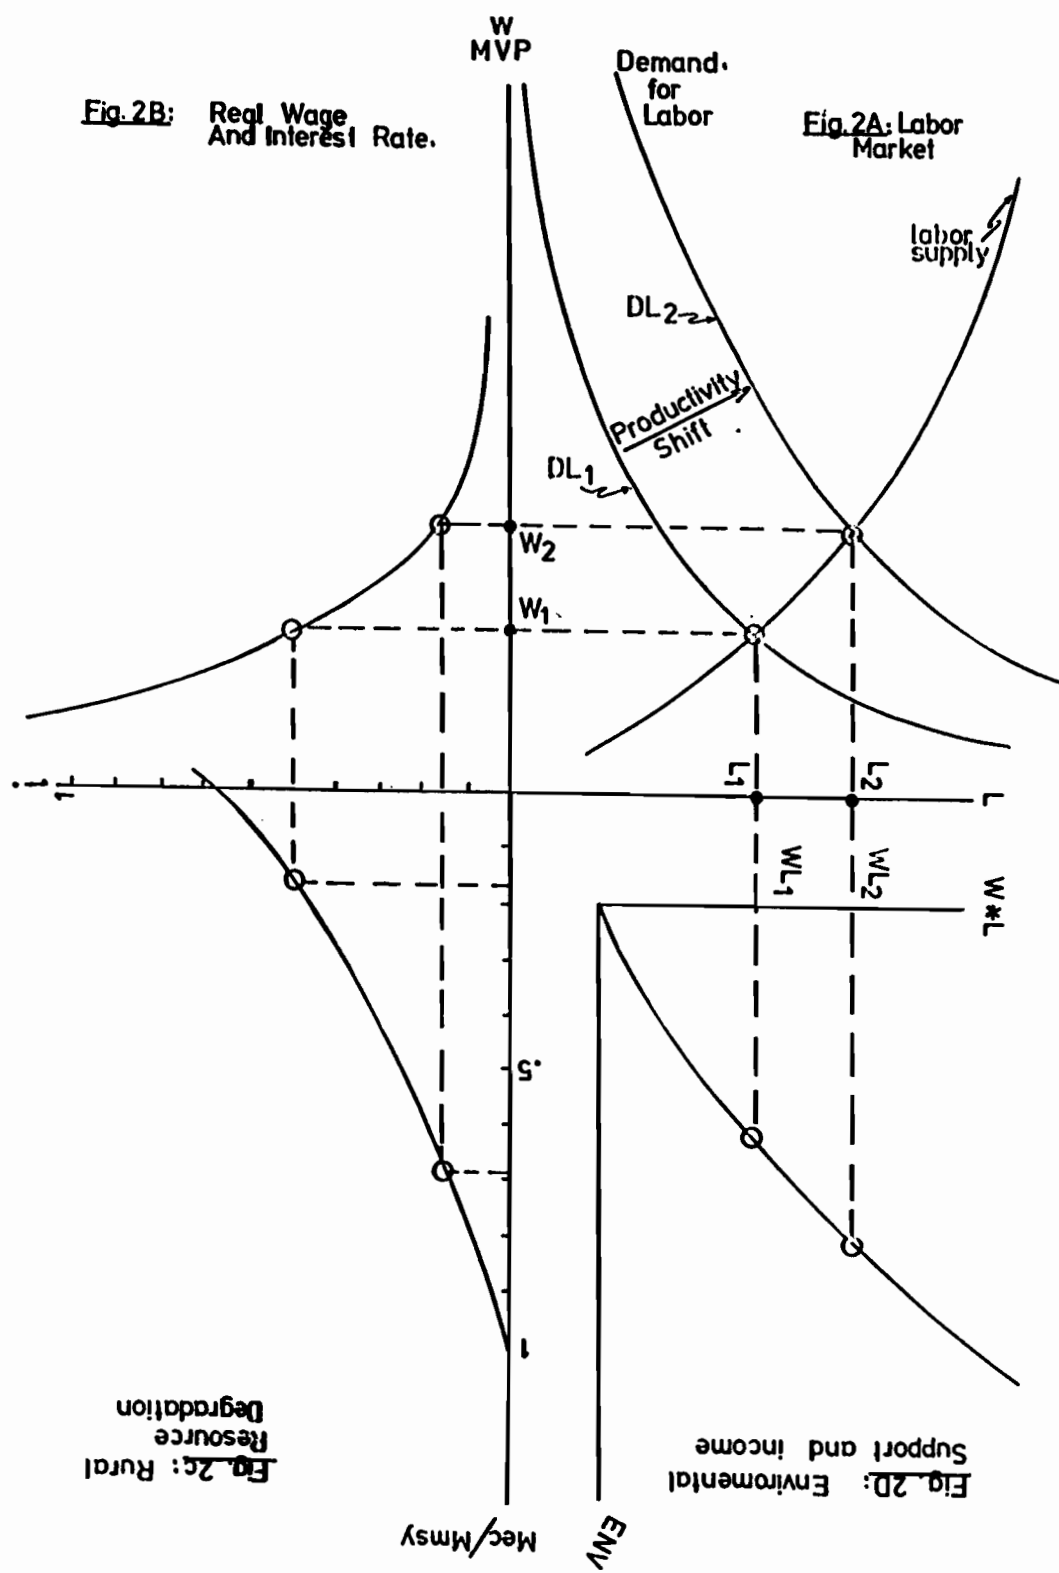 W
MVP
Fig. 2B: Real Wage
And Interest Rate.
Demand.
for
Labor
Fig. 2A: Labor
Market
labor
supply
DL2
Productivity
Shift
DL1
W2
W1
L1
L2
L
WL1
WL2
W*L
1
.5
1
Fig. 2c: Rural
Resource
Degradation
Fig. 2D: Enviromental
Support and income
Mec/Mmsy
ENV